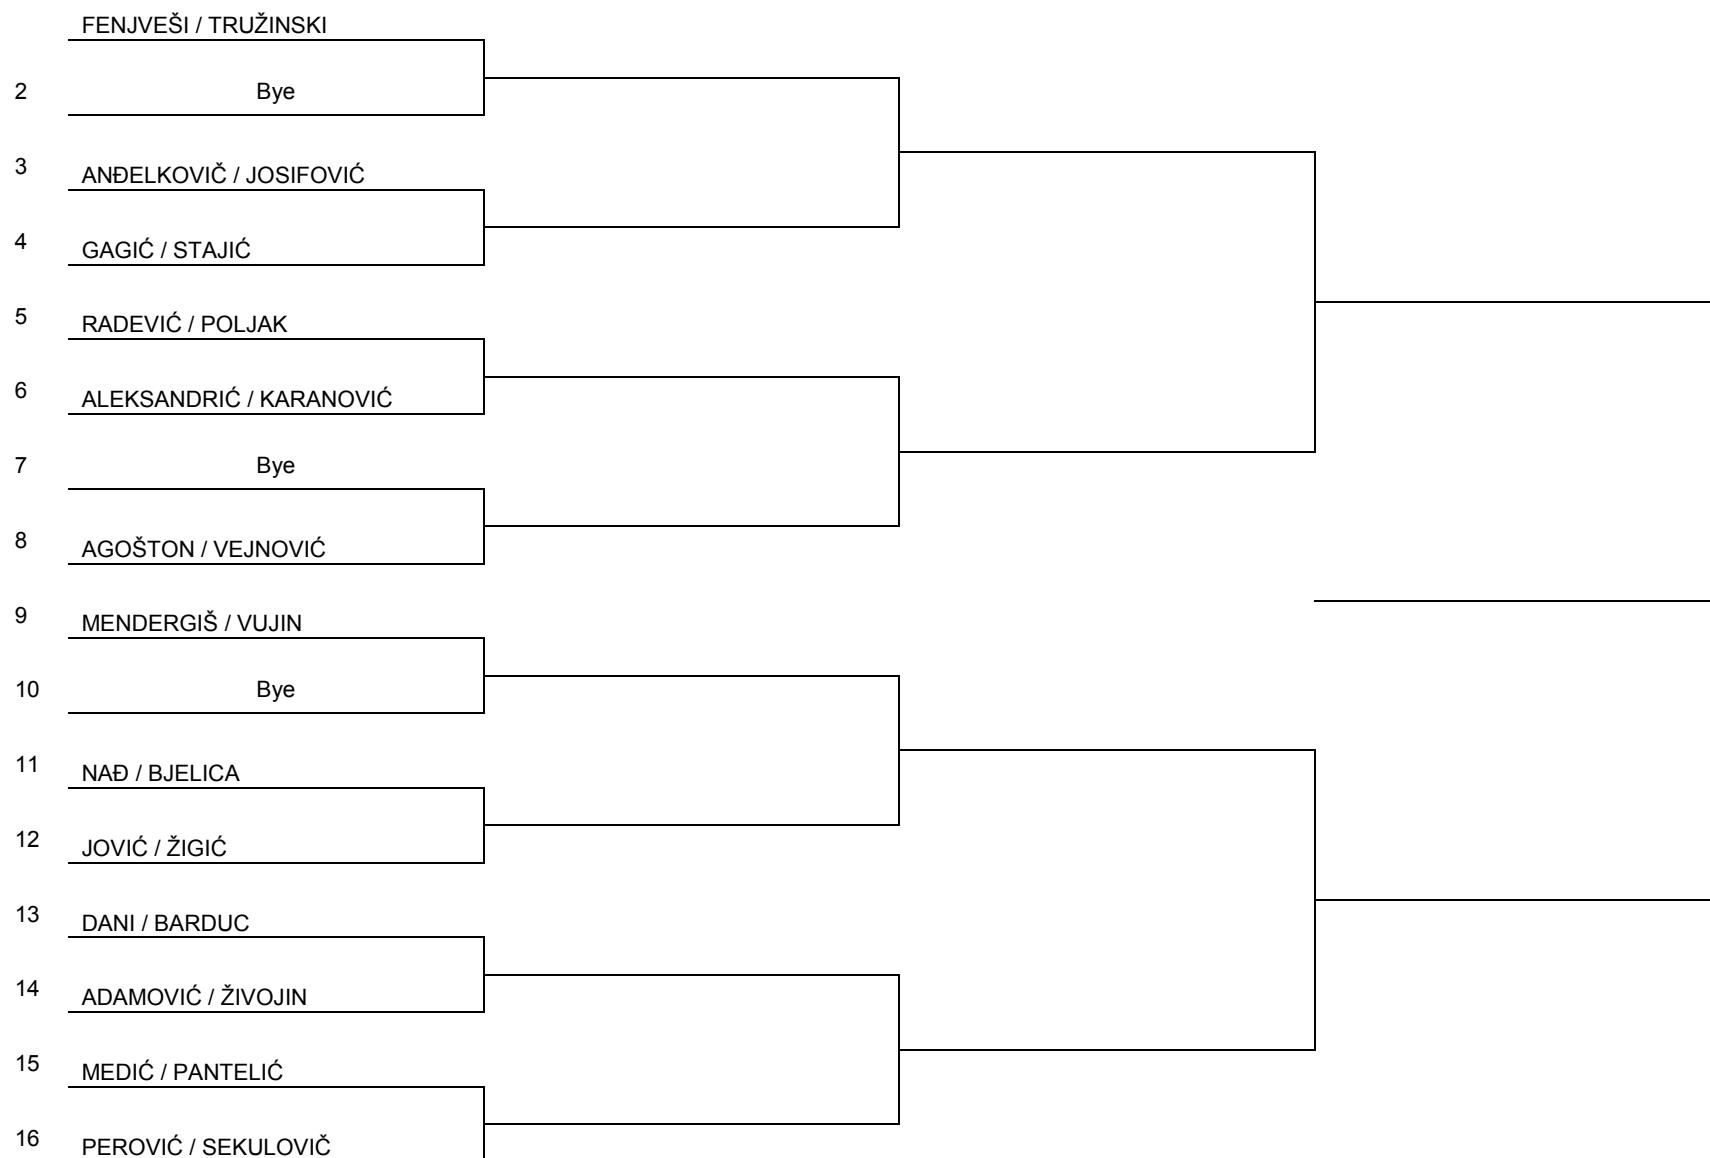 FENJVEŠI / TRUŽINSKI
2 Bye
3 ANĐELKOVIČ / JOSIFOVIĆ
4 GAGIĆ / STAJIĆ
5 RADEVIĆ / POLJAK
6 ALEKSANDRIĆ / KARANOVIĆ
7 Bye
8 AGOŠTON / VEJNOVIĆ
9 MENDERGIŠ / VUJIN
10 Bye
11 NAĐ / BJELICA
12 JOVIĆ / ŽIGIĆ
13 DANI / BARDUC
14 ADAMOVIĆ / ŽIVOJIN
15 MEDIĆ / PANTELIĆ
16 PEROVIĆ / SEKULOVIČ